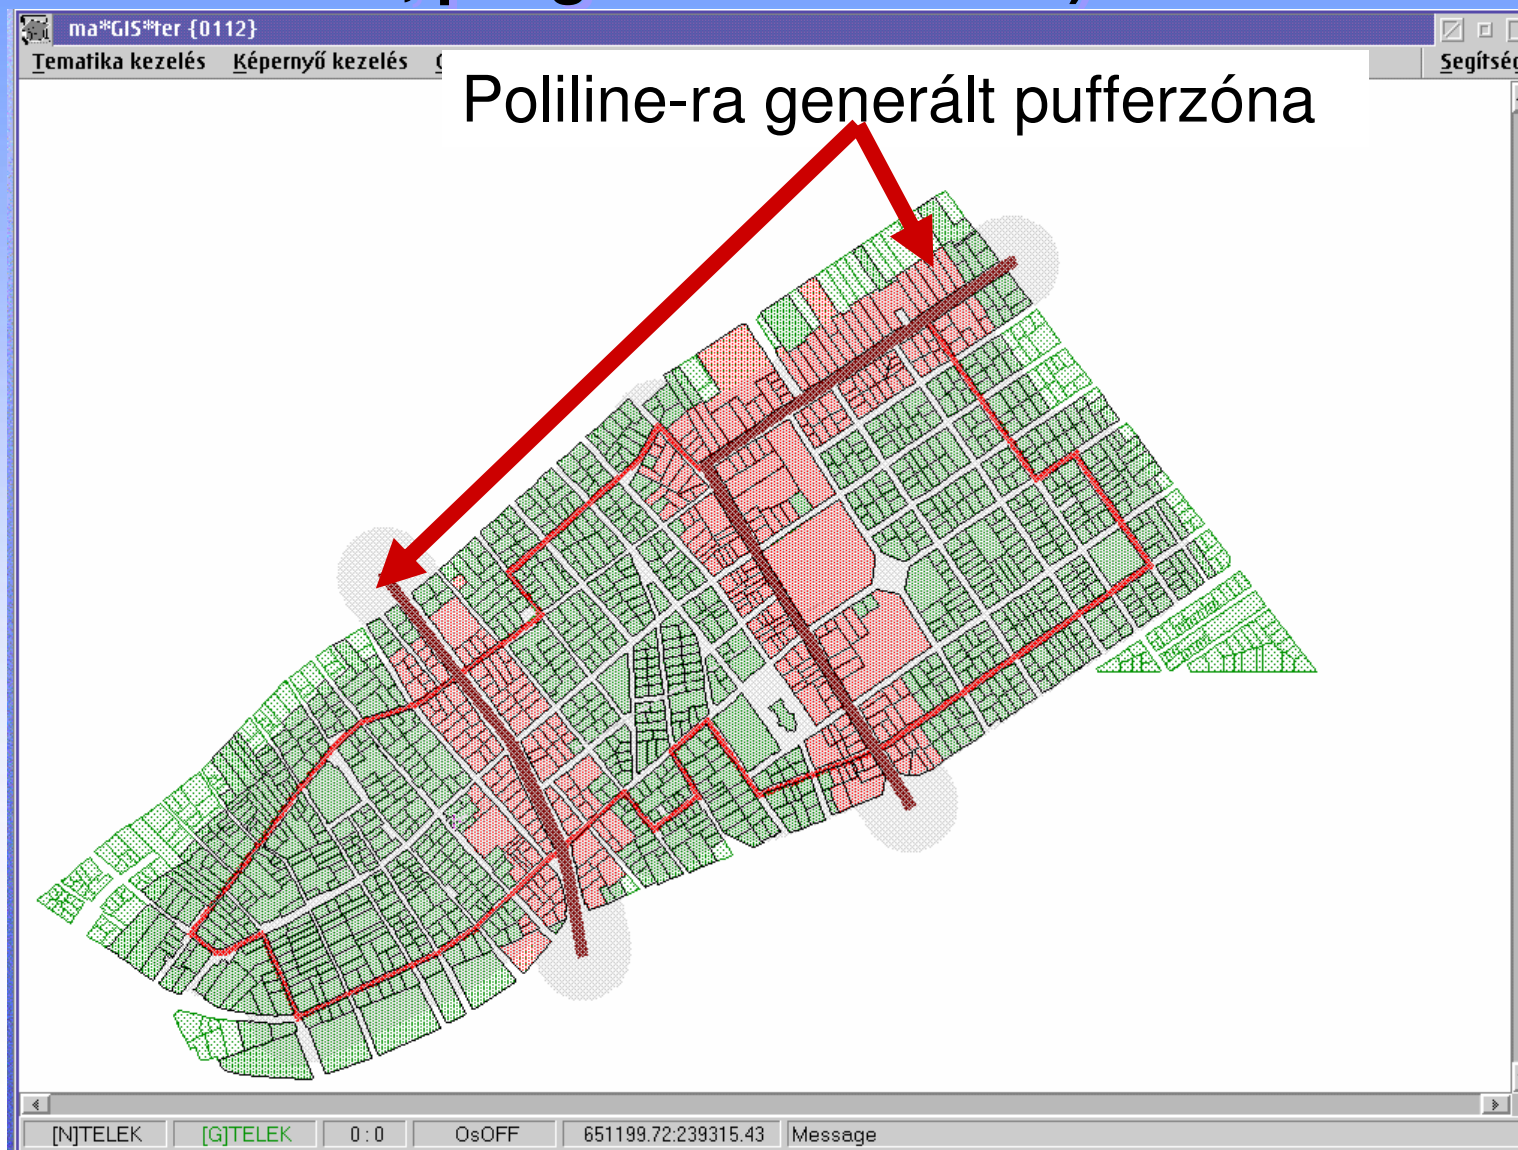 ma*GIS*ter {0112}
Tematika kezelés Képernyő kezelés
Segítség
Poliline-ra generált pufferzóna
[N]TELEK [G]TELEK 0:0 OsOFF 651199.72:239315.43 Message